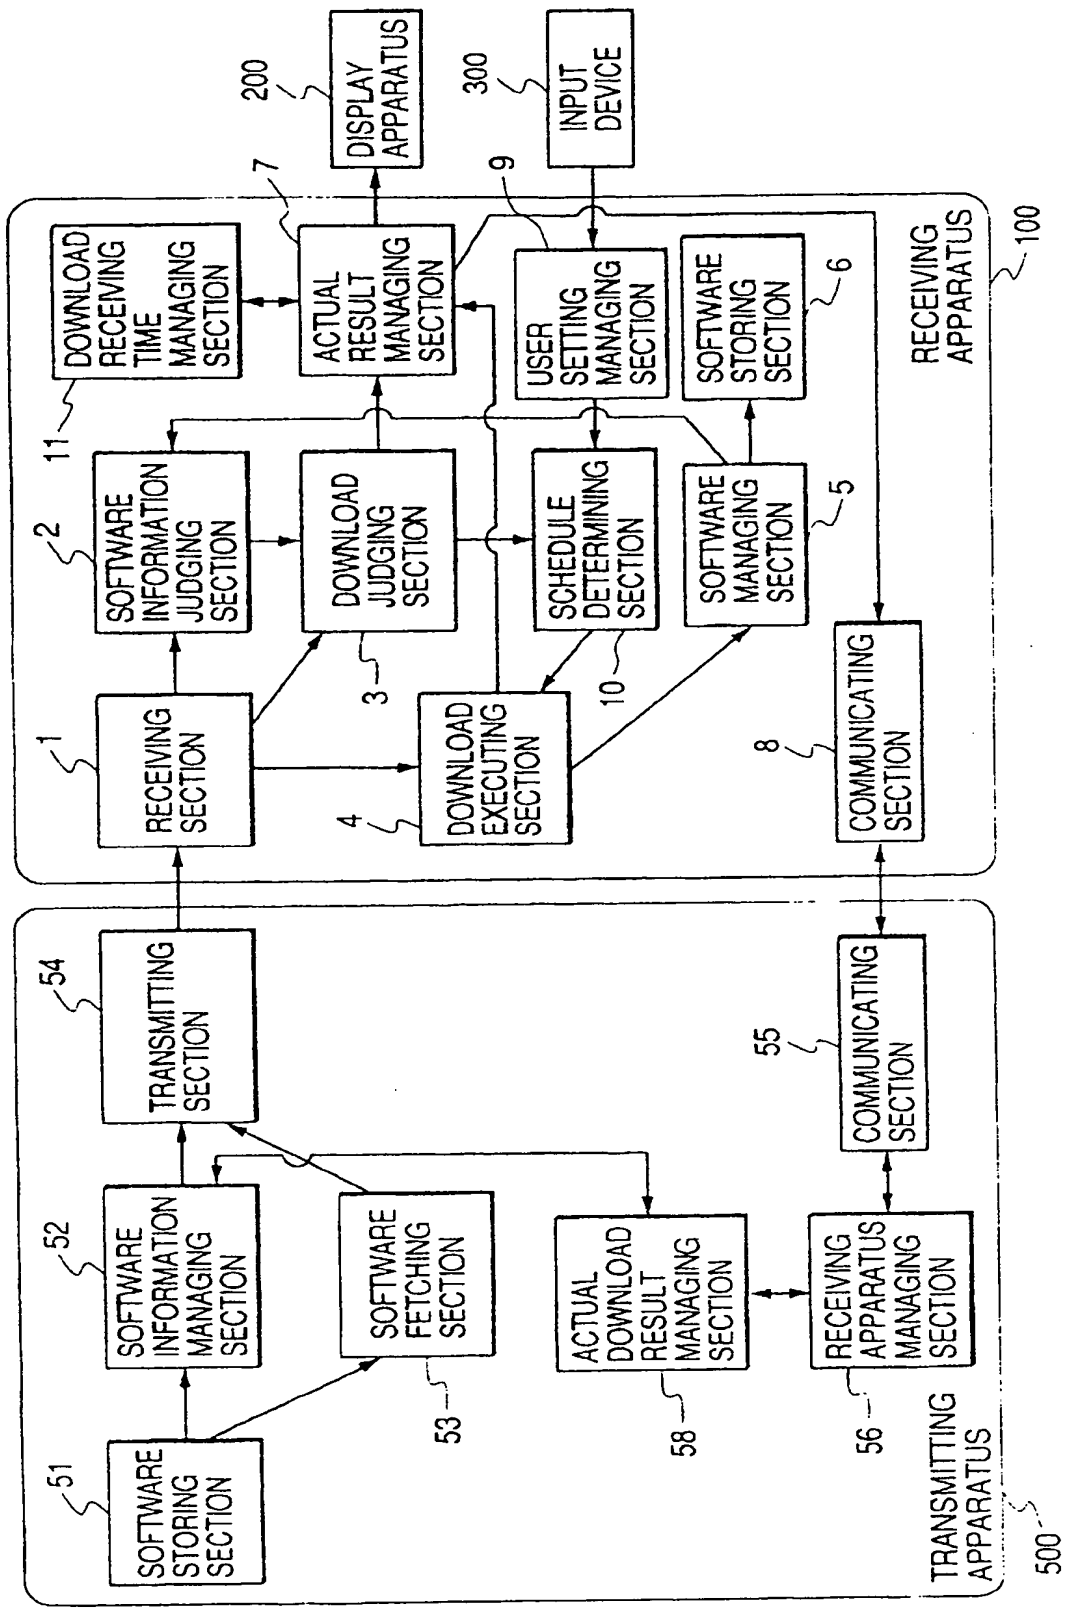 51
SOFTWARE
STORING
SECTION
52
SOFTWARE
INFORMATION
MANAGING
SECTION
53
SOFTWARE
FETCHING
SECTION
54
TRANSMITTING
SECTION
58
ACTUAL
DOWNLOAD
RESULT
MANAGING
SECTION
56
RECEIVING
APPARATUS
MANAGING
SECTION
55
COMMUNICATING
SECTION
TRANSMITTING
APPARATUS
500
1
RECEIVING
SECTION
2
SOFTWARE
INFORMATION
JUDGING
SECTION
11
DOWNLOAD
RECEIVING
TIME
MANAGING
SECTION
3
DOWNLOAD
JUDGING
SECTION
7
ACTUAL
RESULT
MANAGING
SECTION
4
DOWNLOAD
EXECUTING
SECTION
10
SCHEDULE
DETERMINING
SECTION
9
USER
SETTING
MANAGING
SECTION
5
SOFTWARE
MANAGING
SECTION
6
SOFTWARE
STORING
SECTION
8
COMMUNICATING
SECTION
RECEIVING
APPARATUS
100
200
DISPLAY
APPARATUS
300
INPUT
DEVICE